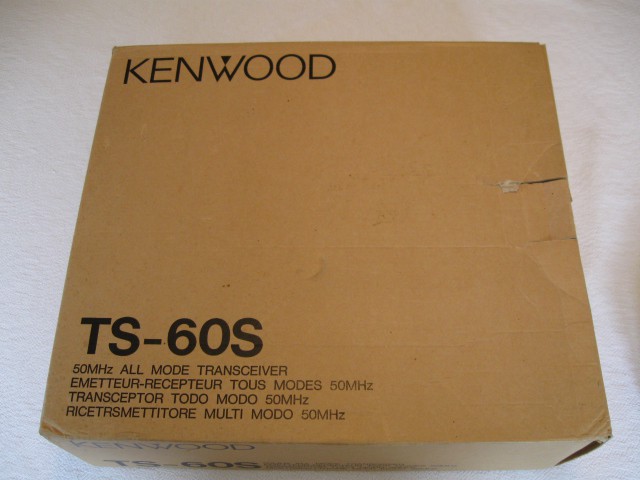 KENWOOD
TS-60S
50MHz ALL MODE TRANSCEIVER
EMETTEUR-RECEPTEUR TOUS MODES 50MHz
TRANSCEPTOR TODO MODO 50MHz
RICETRSMETTITORE MULTI MODO 50MHz
KENWOOD
TS-60S